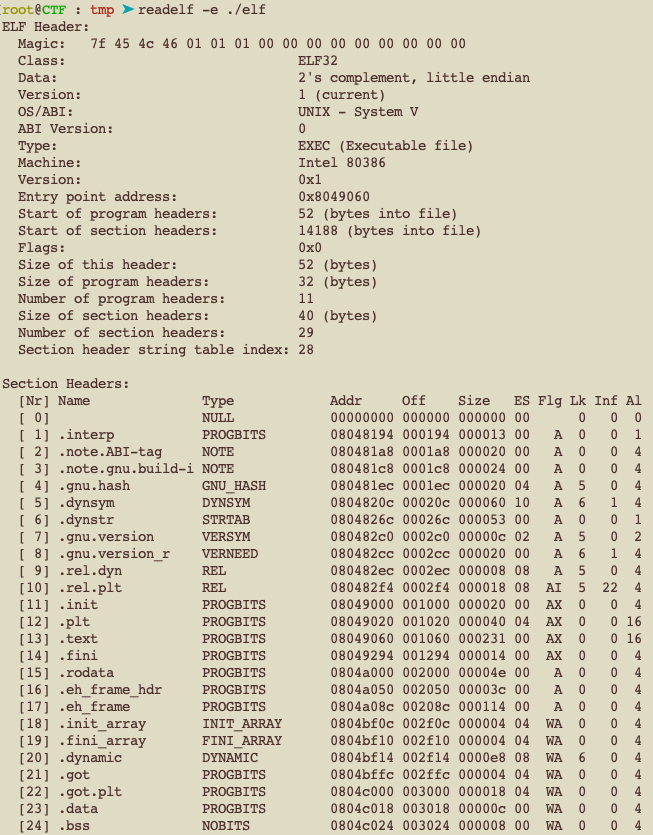 root@CTF : tmp ➤ readelf -e ./elf
ELF Header:
  Magic:   7f 45 4c 46 01 01 01 00 00 00 00 00 00 00 00 00
  Class:                             ELF32
  Data:                              2's complement, little endian
  Version:                           1 (current)
  OS/ABI:                            UNIX - System V
  ABI Version:                       0
  Type:                              EXEC (Executable file)
  Machine:                           Intel 80386
  Version:                           0x1
  Entry point address:               0x8049060
  Start of program headers:          52 (bytes into file)
  Start of section headers:          14188 (bytes into file)
  Flags:                             0x0
  Size of this header:               52 (bytes)
  Size of program headers:           32 (bytes)
  Number of program headers:         11
  Size of section headers:           40 (bytes)
  Number of section headers:         29
  Section header string table index: 28

Section Headers:
  [Nr] Name              Type            Addr     Off    Size   ES Flg Lk Inf Al
  [ 0]                   NULL            00000000 000000 000000 00      0   0  0
  [ 1] .interp           PROGBITS        08048194 000194 000013 00   A  0   0  1
  [ 2] .note.ABI-tag     NOTE            080481a8 0001a8 000020 00   A  0   0  4
  [ 3] .note.gnu.build-i NOTE            080481c8 0001c8 000024 00   A  0   0  4
  [ 4] .gnu.hash         GNU_HASH        080481ec 0001ec 000020 04   A  5   0  4
  [ 5] .dynsym           DYNSYM          0804820c 00020c 000060 10   A  6   1  4
  [ 6] .dynstr           STRTAB          0804826c 00026c 000053 00   A  0   0  1
  [ 7] .gnu.version      VERSYM          080482c0 0002c0 00000c 02   A  5   0  2
  [ 8] .gnu.version_r    VERNEED         080482cc 0002cc 000020 00   A  6   1  4
  [ 9] .rel.dyn          REL             080482ec 0002ec 000008 08   A  5   0  4
  [10] .rel.plt          REL             080482f4 0002f4 000018 08  AI  5  22  4
  [11] .init             PROGBITS        08049000 001000 000020 00  AX  0   0  4
  [12] .plt              PROGBITS        08049020 001020 000040 04  AX  0   0 16
  [13] .text             PROGBITS        08049060 001060 000231 00  AX  0   0 16
  [14] .fini             PROGBITS        08049294 001294 000014 00  AX  0   0  4
  [15] .rodata           PROGBITS        0804a000 002000 00004e 00   A  0   0  4
  [16] .eh_frame_hdr     PROGBITS        0804a050 002050 00003c 00   A  0   0  4
  [17] .eh_frame         PROGBITS        0804a08c 00208c 000114 00   A  0   0  4
  [18] .init_array       INIT_ARRAY      0804bf0c 002f0c 000004 04  WA  0   0  4
  [19] .fini_array       FINI_ARRAY      0804bf10 002f10 000004 04  WA  0   0  4
  [20] .dynamic          DYNAMIC         0804bf14 002f14 0000e8 08  WA  6   0  4
  [21] .got              PROGBITS        0804bffc 002ffc 000004 04  WA  0   0  4
  [22] .got.plt          PROGBITS        0804c000 003000 000018 04  WA  0   0  4
  [23] .data             PROGBITS        0804c018 003018 00000c 00  WA  0   0  4
  [24] .bss              NOBITS          0804c024 003024 000008 00  WA  0   0  4